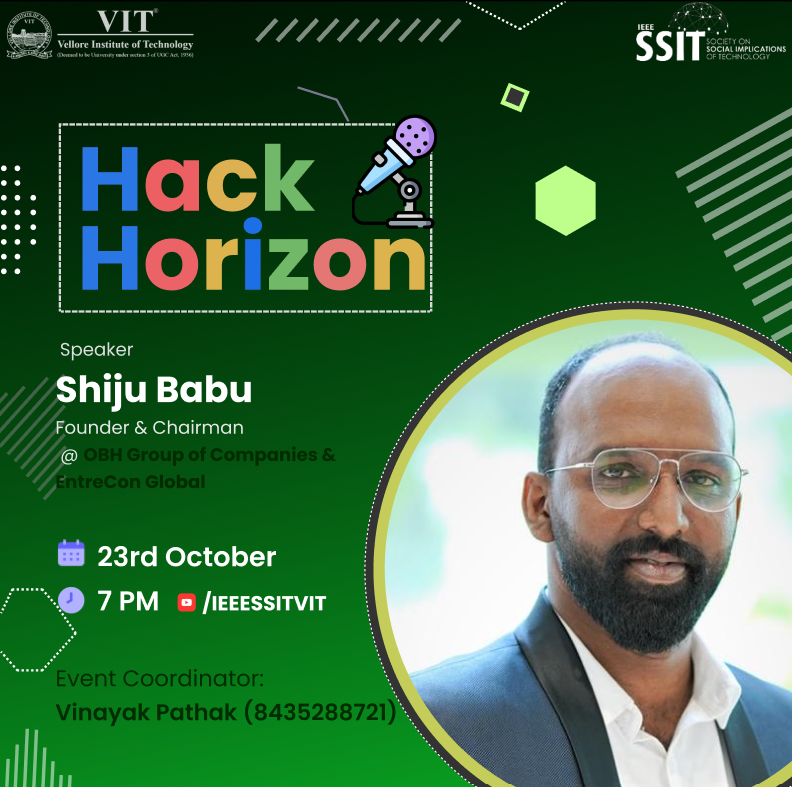 VIT
Vellore Institute of Technology
(Deemed to be University under section 3 of UGC Act, 1956)
IEEE
SSIT
SOCIETY ON
SOCIAL IMPLICATIONS
OF TECHNOLOGY
Hack
Horizon
Speaker
Shiju Babu
Founder & Chairman
@ OBH Group of Companies &
EntreCon Global
23rd October
7 PM /IEEESSITVIT
Event Coordinator:
Vinayak Pathak (8435288721)